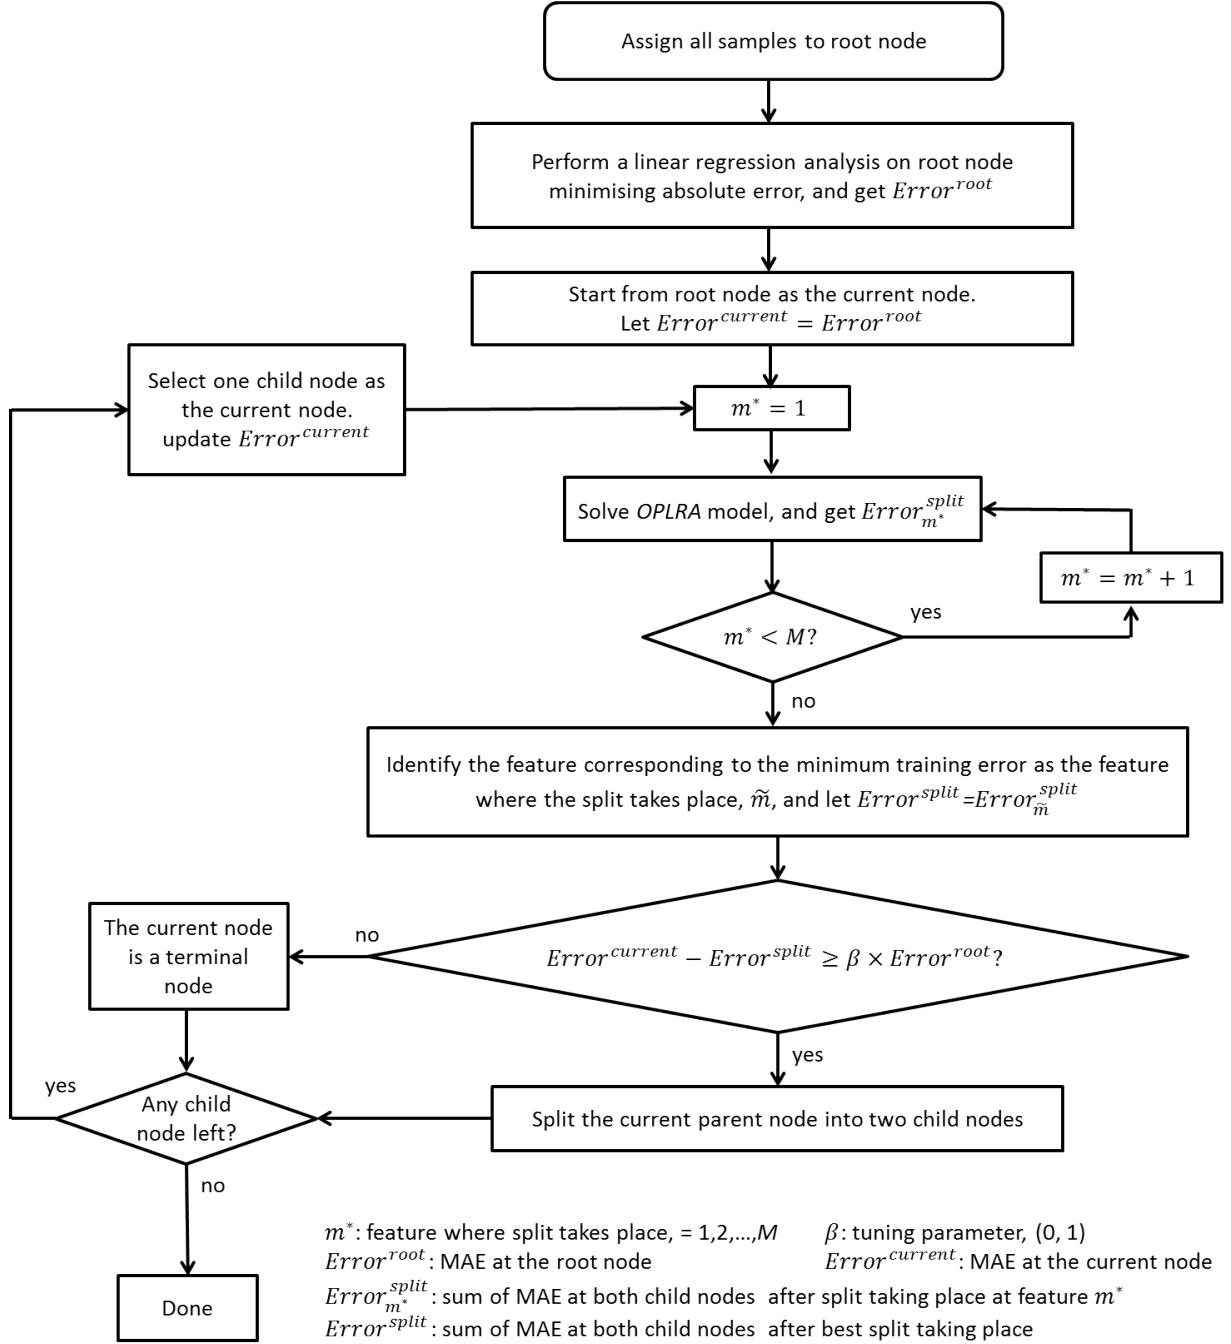 Assign all samples to root node
Perform a linear regression analysis on root node
minimising absolute error, and get Error^root
Start from root node as the current node.
Let Error^current = Error^root
Select one child node as
the current node.
update Error^current
m* = 1
Solve OPLRA model, and get Error_m*^split
m* = m* + 1
m* < M?
yes
no
Identify the feature corresponding to the minimum training error as the feature
where the split takes place, m̃, and let Error^split=Error_m̃^split
The current node
is a terminal
node
no
Error^current − Error^split ≥ β × Error^root?
yes
yes
Any child
node left?
Split the current parent node into two child nodes
no
Done
m*: feature where split takes place, = 1,2,...,M β: tuning parameter, (0, 1)
Error^root: MAE at the root node Error^current: MAE at the current node
Error_m*^split: sum of MAE at both child nodes after split taking place at feature m*
Error^split: sum of MAE at both child nodes after best split taking place